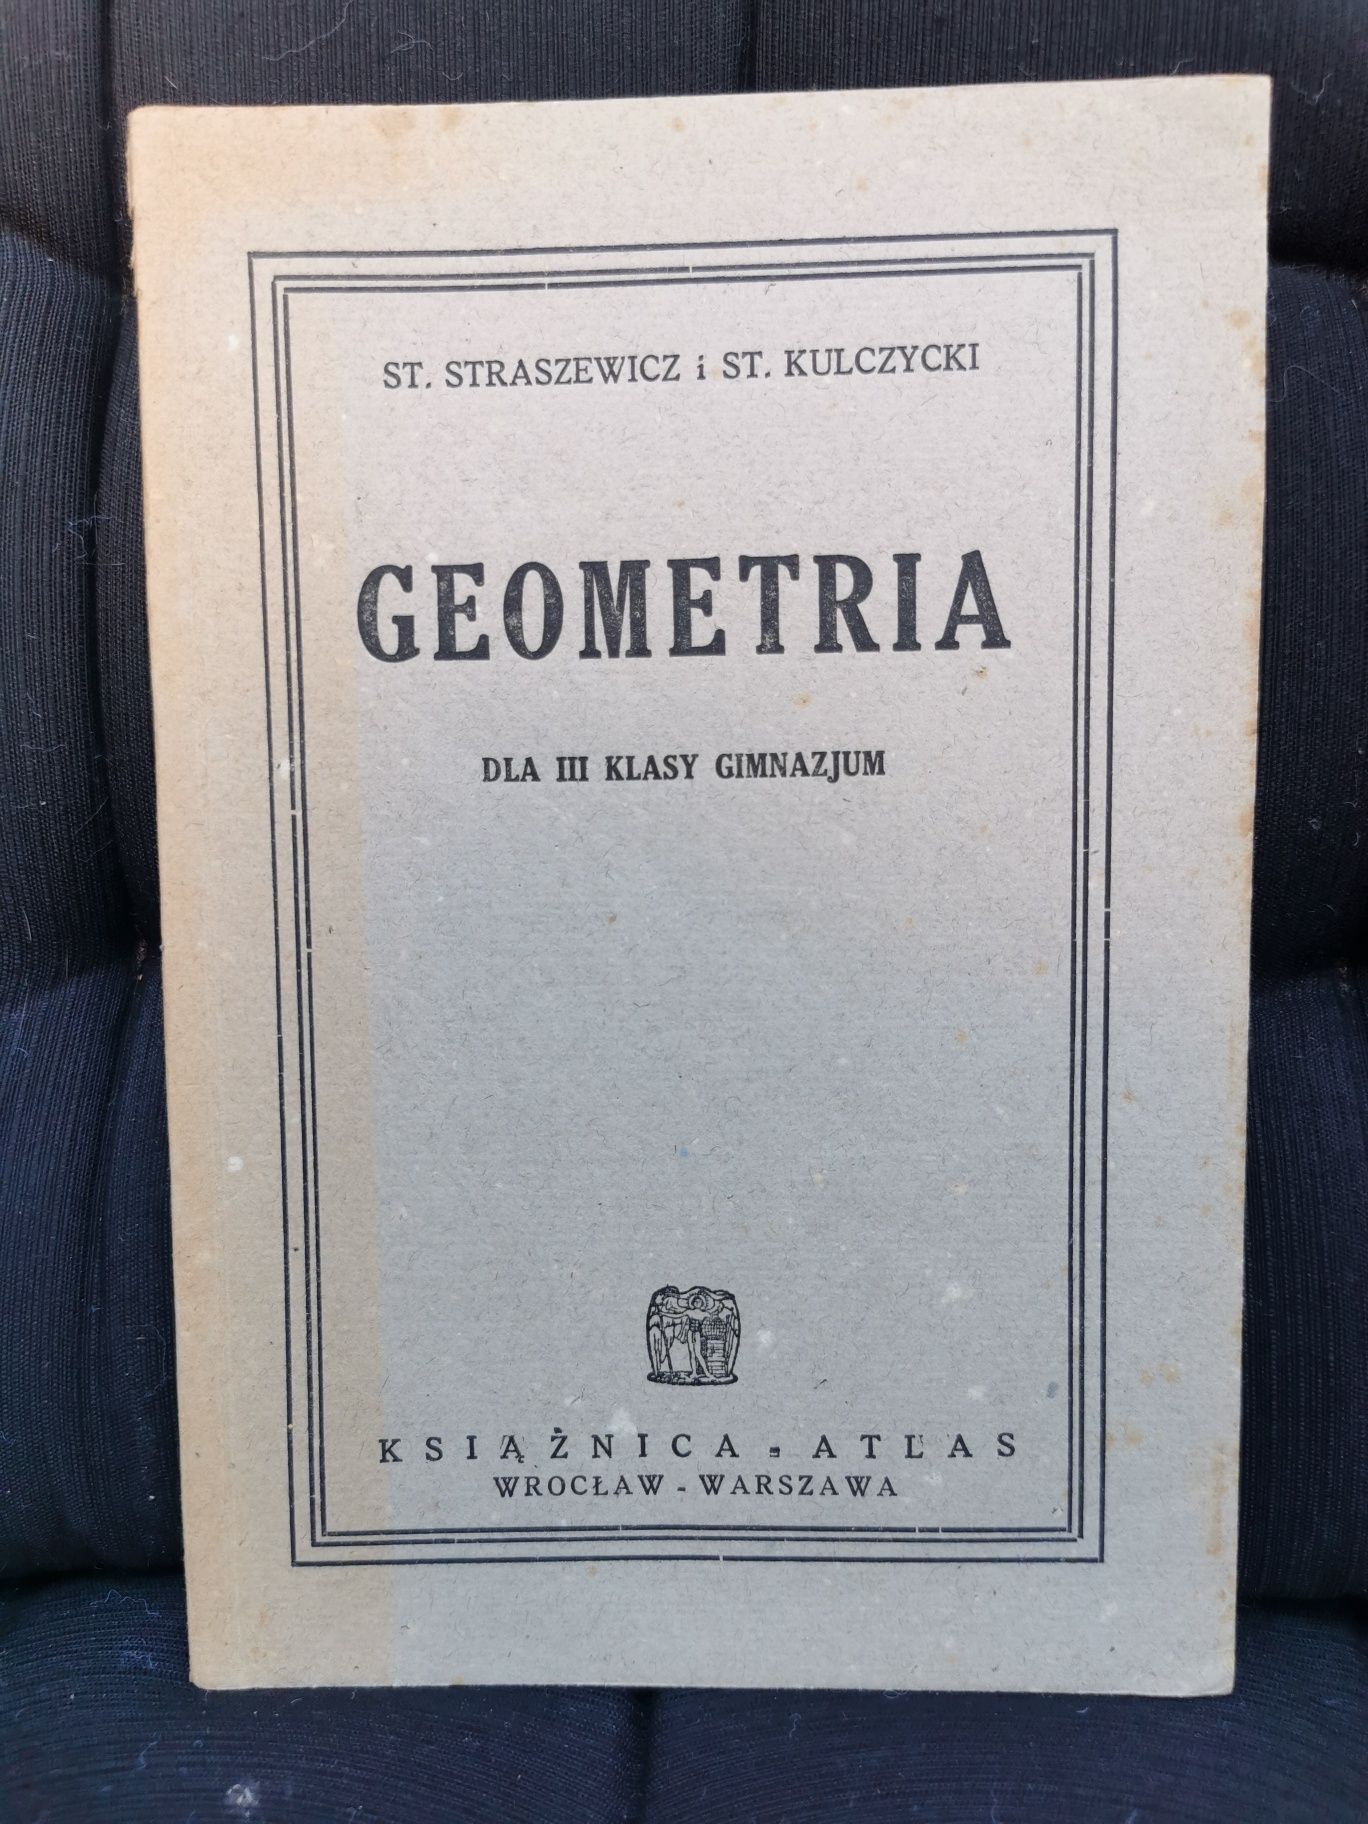 ST. STRASZEWICZ i ST. KULCZYCKI
GEOMETRIA
DLA III KLASY GIMNAZJUM
KSIĄŻNICA - ATLAS
WROCŁAW - WARSZAWA